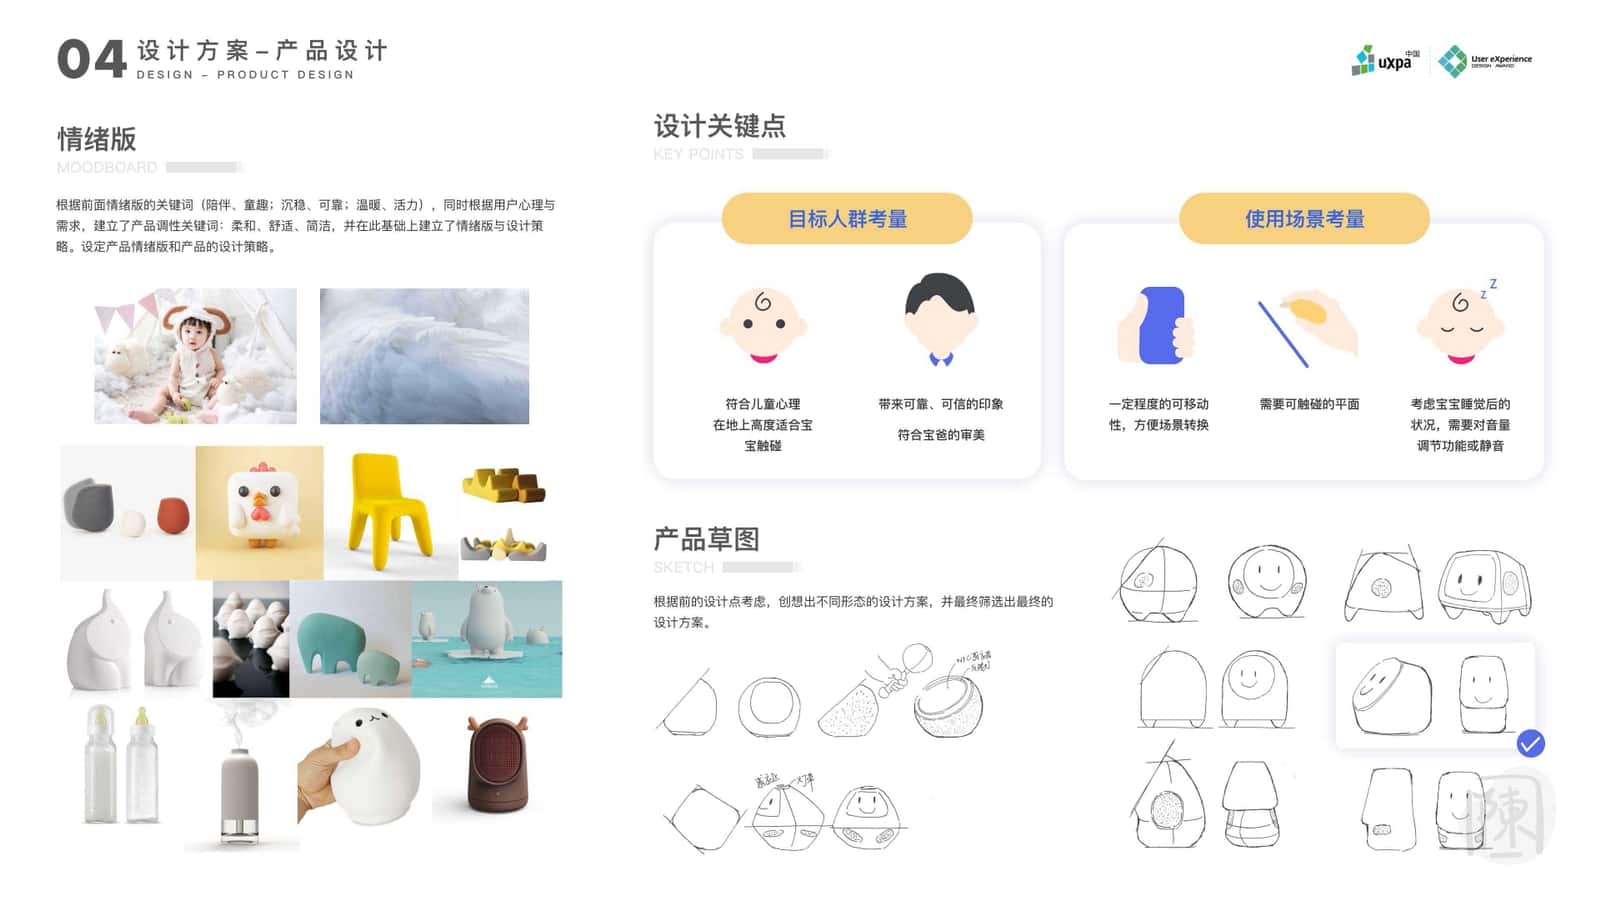 04 设计方案–产品设计
DESIGN – PRODUCT DESIGN
uxpa 中国
User eXperience
DESIGN AWARD
情绪版
MOODBOARD
根据前面情绪版的关键词（陪伴、童趣；沉稳、可靠；温暖、活力），同时根据用户心理与
需求，建立了产品调性关键词：柔和、舒适、简洁，并在此基础上建立了情绪版与设计策
略。设定产品情绪版和产品的设计策略。
设计关键点
KEY POINTS
目标人群考量
符合儿童心理
在地上高度适合宝
宝触碰
带来可靠、可信的印象
符合宝爸的审美
使用场景考量
z
z
一定程度的可移动
性，方便场景转换
需要可触碰的平面
考虑宝宝睡觉后的
状况，需要对音量
调节功能或静音
产品草图
SKETCH
根据前的设计点考虑，创想出不同形态的设计方案，并最终筛选出最终的
设计方案。
陳